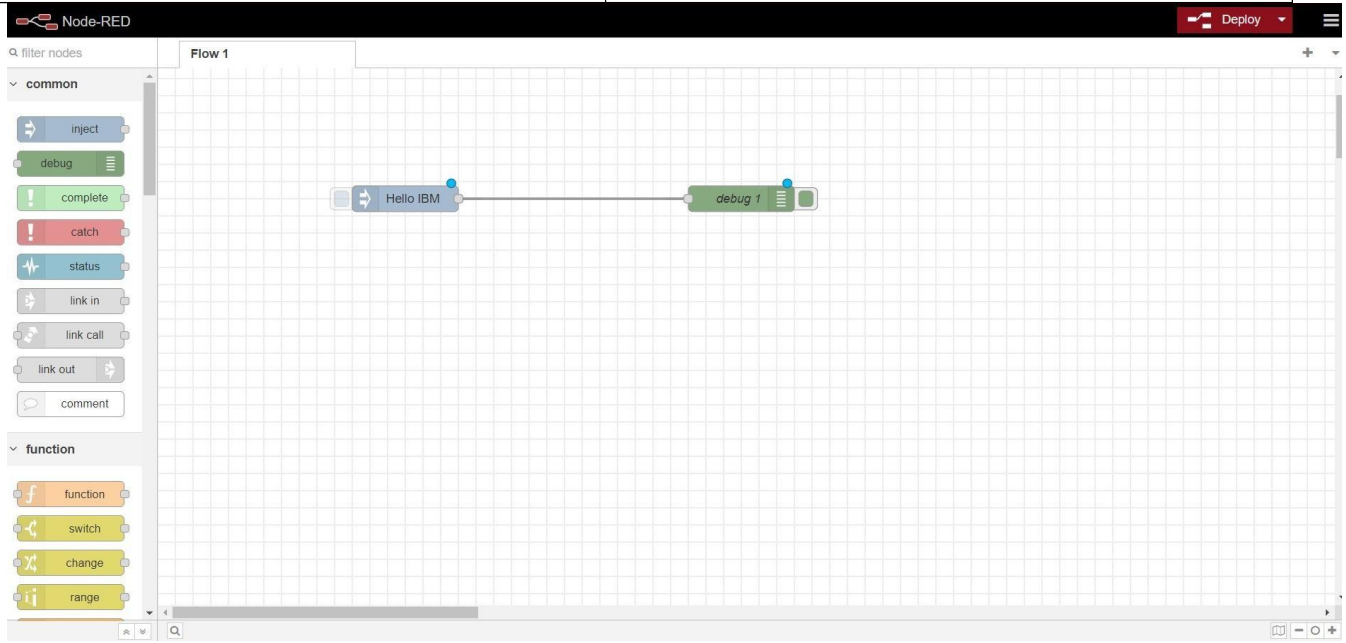 Node-RED
Deploy
filter nodes
Flow 1
common
inject
debug
complete
catch
status
link in
link call
link out
comment
Hello IBM
debug 1
function
function
switch
change
range